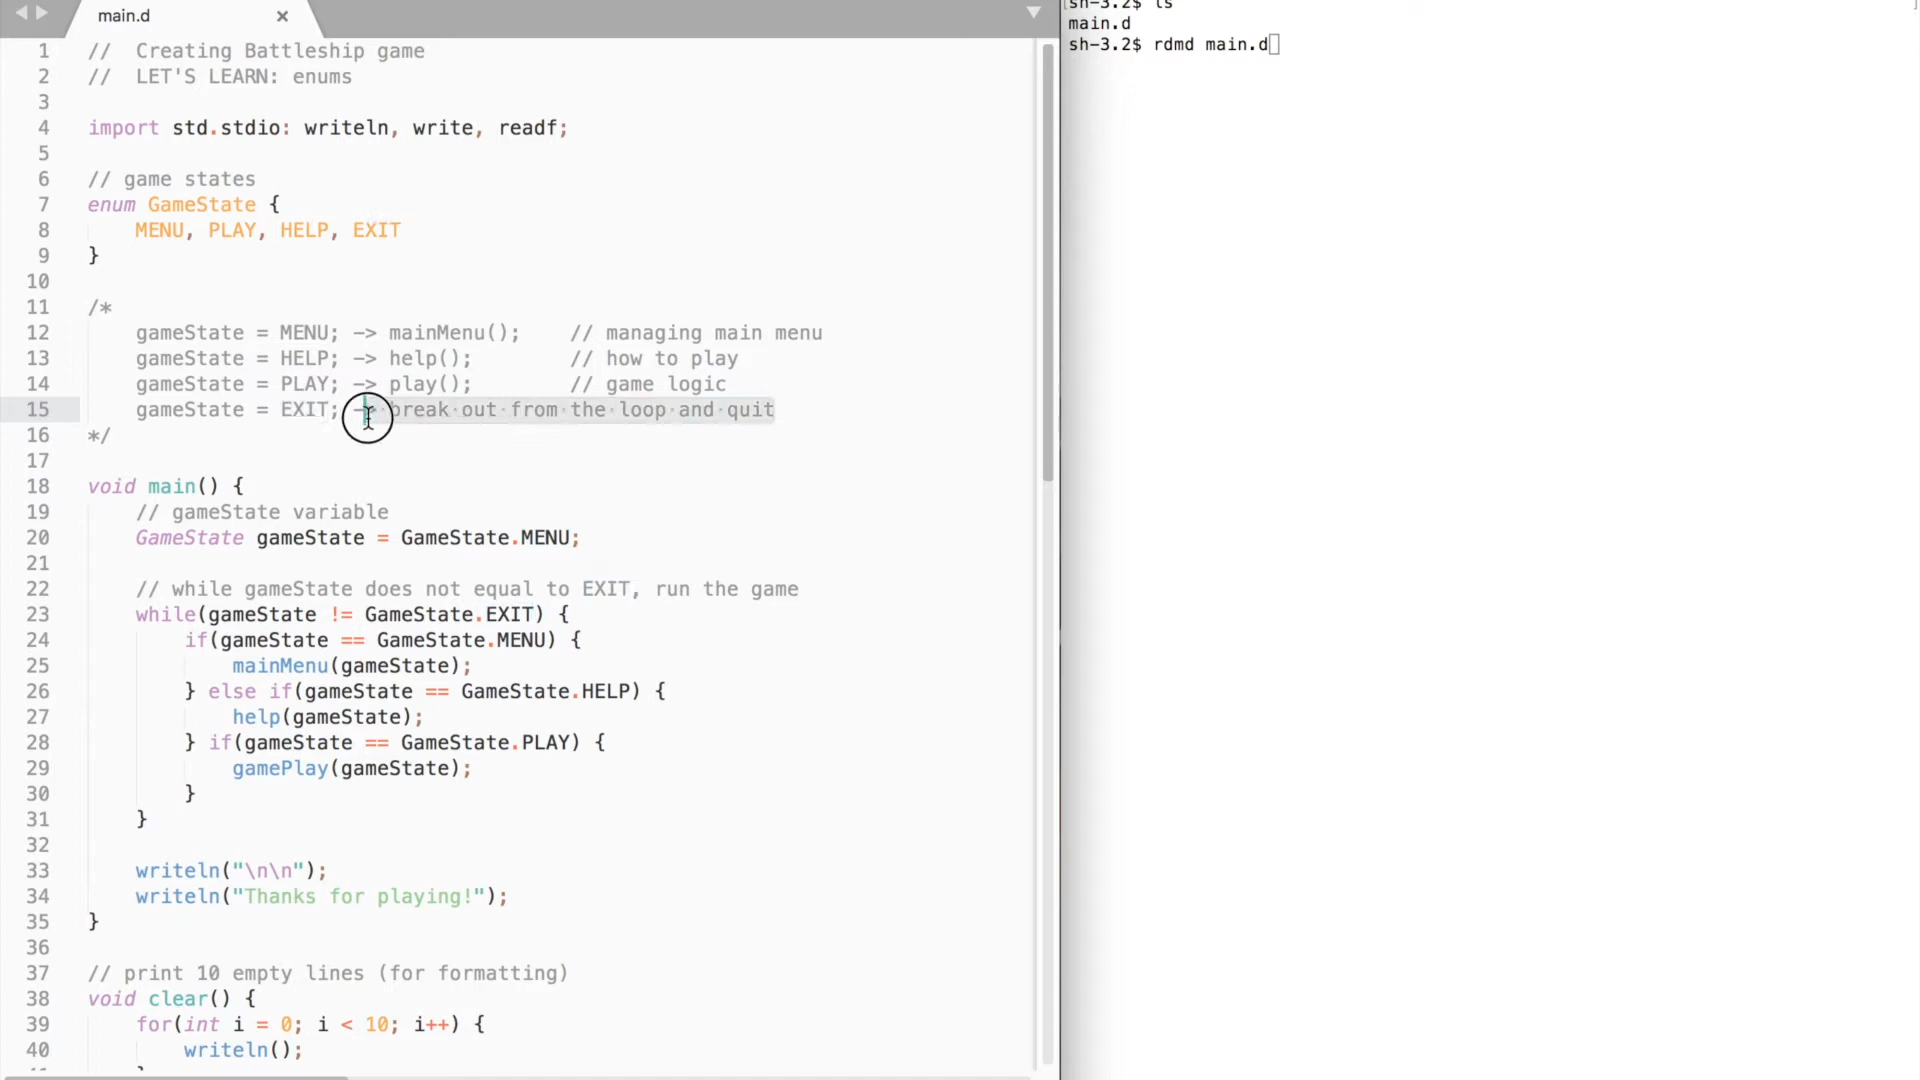 main.d
1 //  Creating Battleship game
2 //  LET'S LEARN: enums
3
4 import std.stdio: writeln, write, readf;
5
6 // game states
7 enum GameState {
8     MENU, PLAY, HELP, EXIT
9 }
10
11 /*
12     gameState = MENU; -> mainMenu();    // managing main menu
13     gameState = HELP; -> help();        // how to play
14     gameState = PLAY; -> play();        // game logic
15     gameState = EXIT; -> break out from the loop and quit
16 */
17
18 void main() {
19     // gameState variable
20     GameState gameState = GameState.MENU;
21
22     // while gameState does not equal to EXIT, run the game
23     while(gameState != GameState.EXIT) {
24         if(gameState == GameState.MENU) {
25             mainMenu(gameState);
26         } else if(gameState == GameState.HELP) {
27             help(gameState);
28         } if(gameState == GameState.PLAY) {
29             gamePlay(gameState);
30         }
31     }
32
33     writeln("\n\n");
34     writeln("Thanks for playing!");
35 }
36
37 // print 10 empty lines (for formatting)
38 void clear() {
39     for(int i = 0; i < 10; i++) {
40         writeln();
sh-3.2$ ls
main.d
sh-3.2$ rdmd main.d